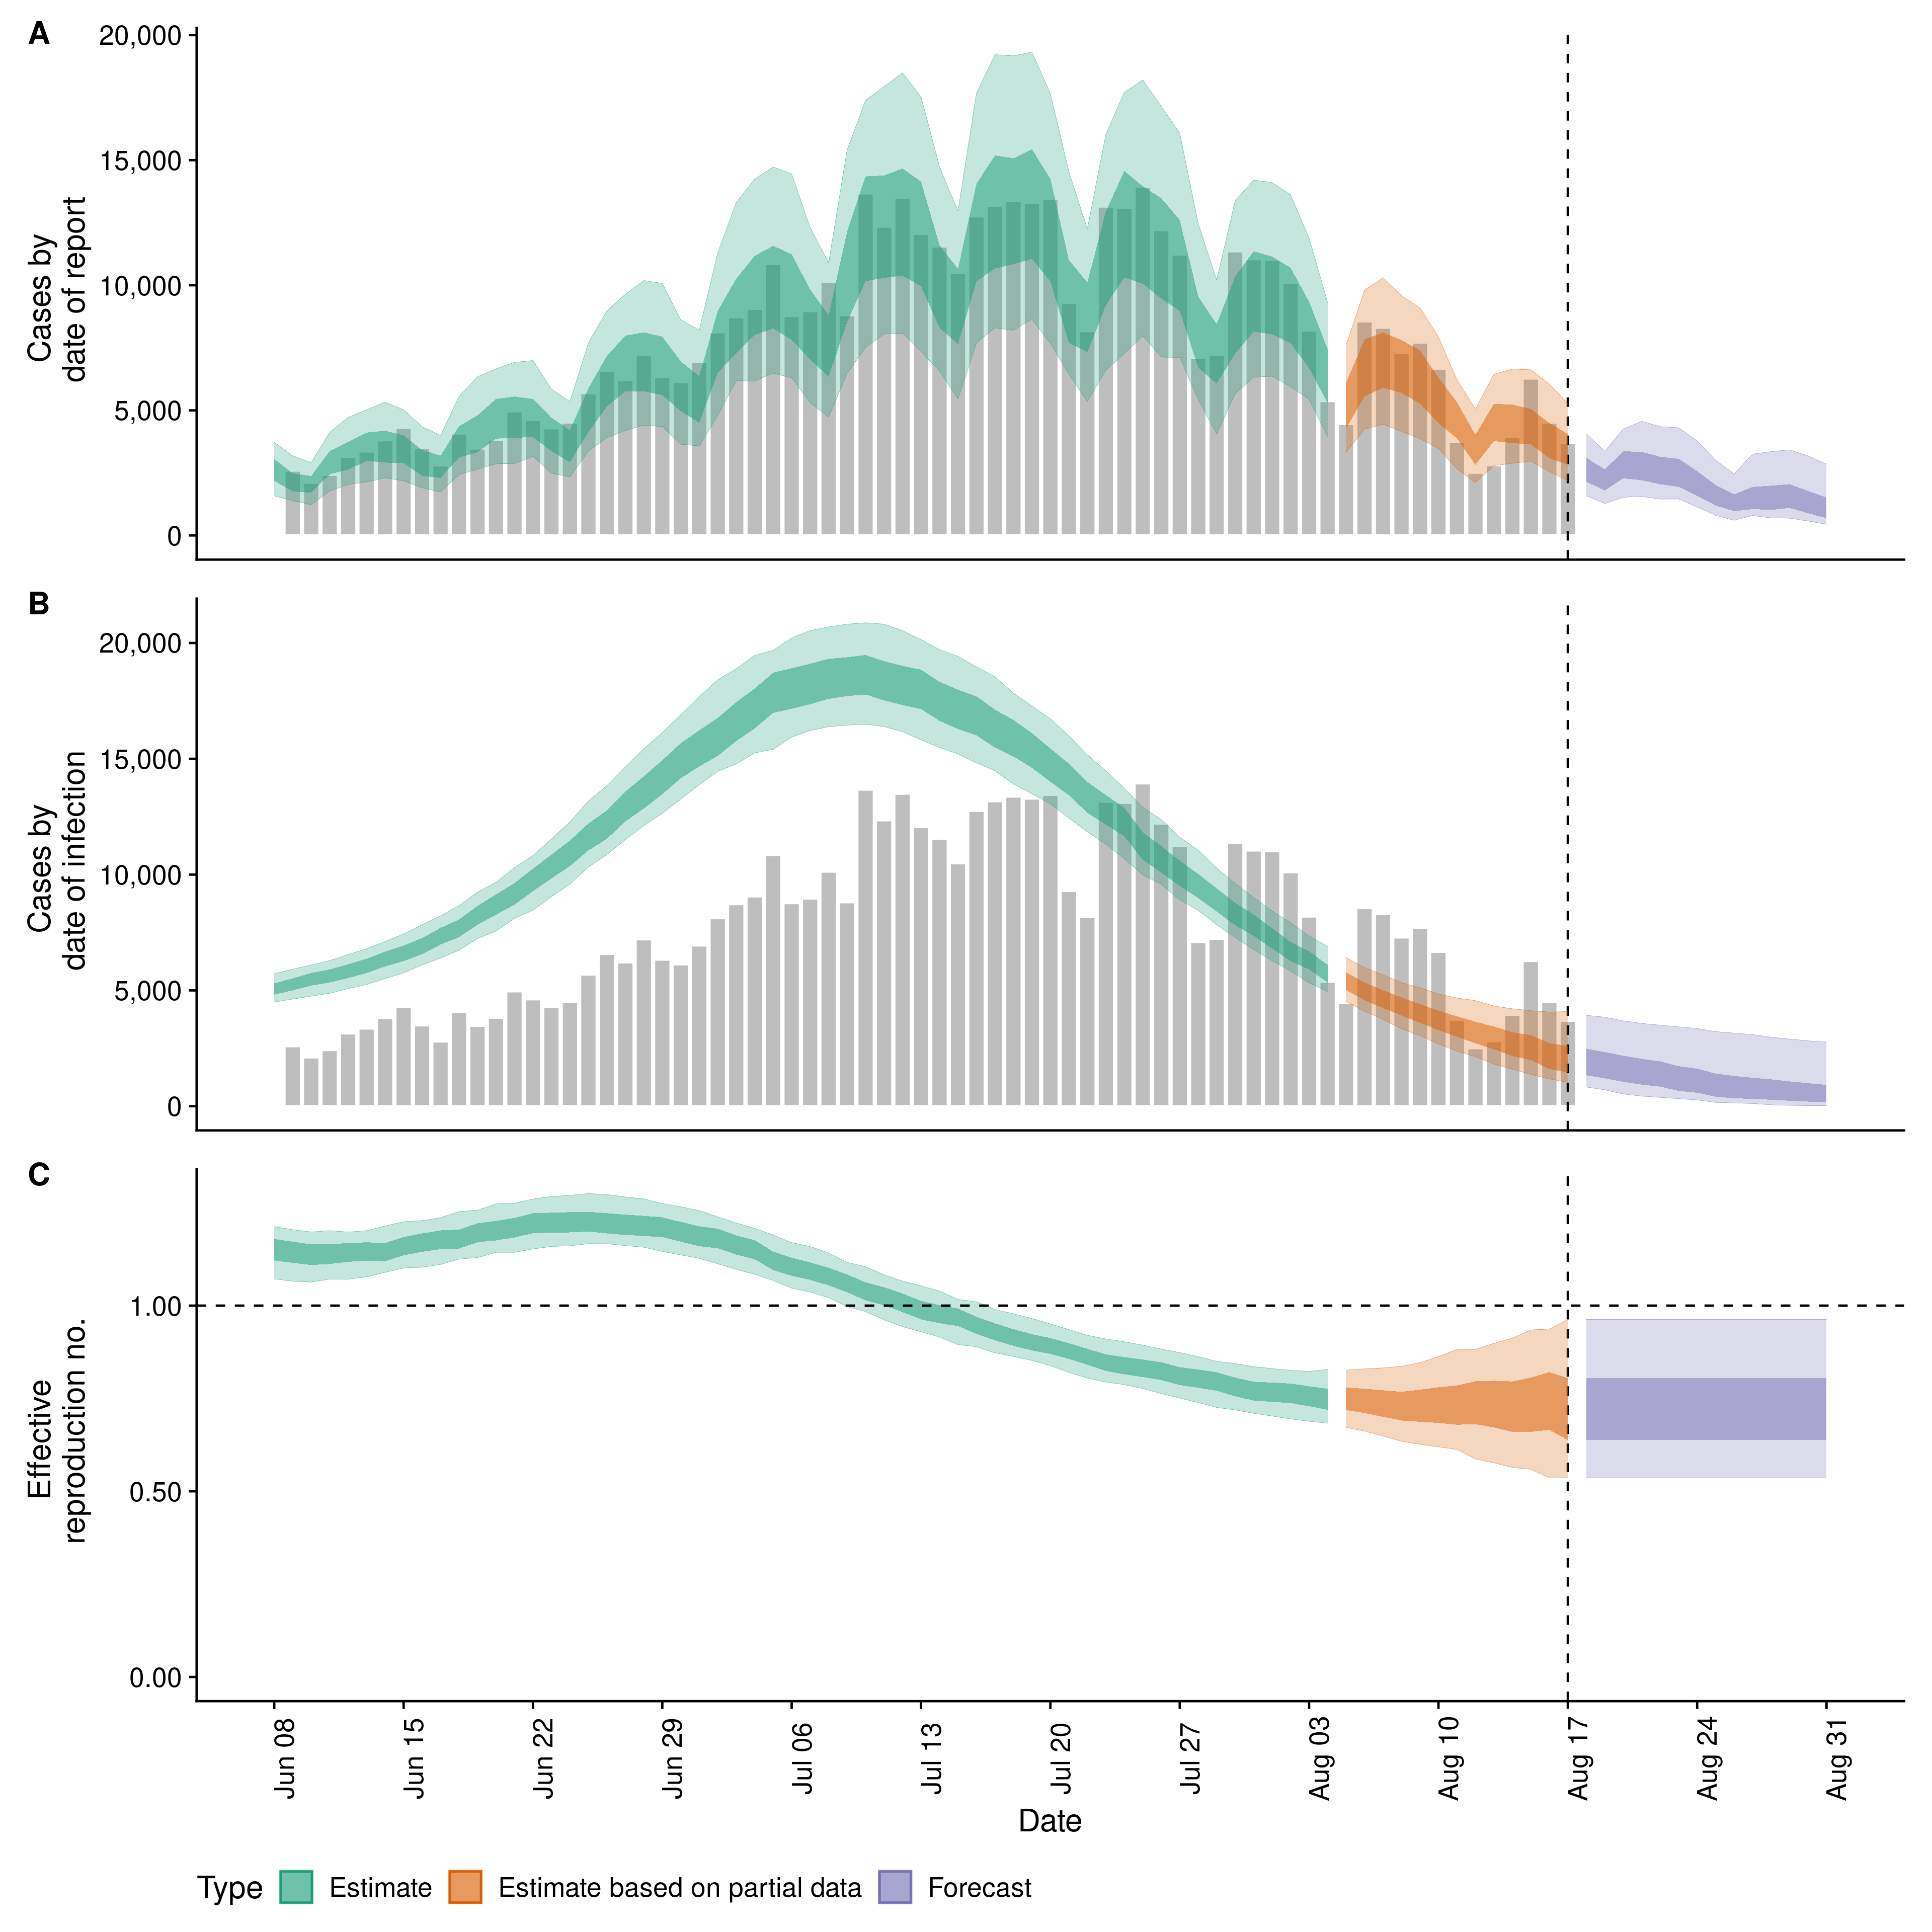 A
20,000
15,000
10,000
5,000
0
Cases by
date of report
B
20,000
15,000
10,000
5,000
0
Cases by
date of infection
C
1.00
0.50
0.00
Effective
reproduction no.
Jun 08
Jun 15
Jun 22
Jun 29
Jul 06
Jul 13
Jul 20
Jul 27
Aug 03
Aug 10
Aug 17
Aug 24
Aug 31
Date
Type Estimate Estimate based on partial data Forecast